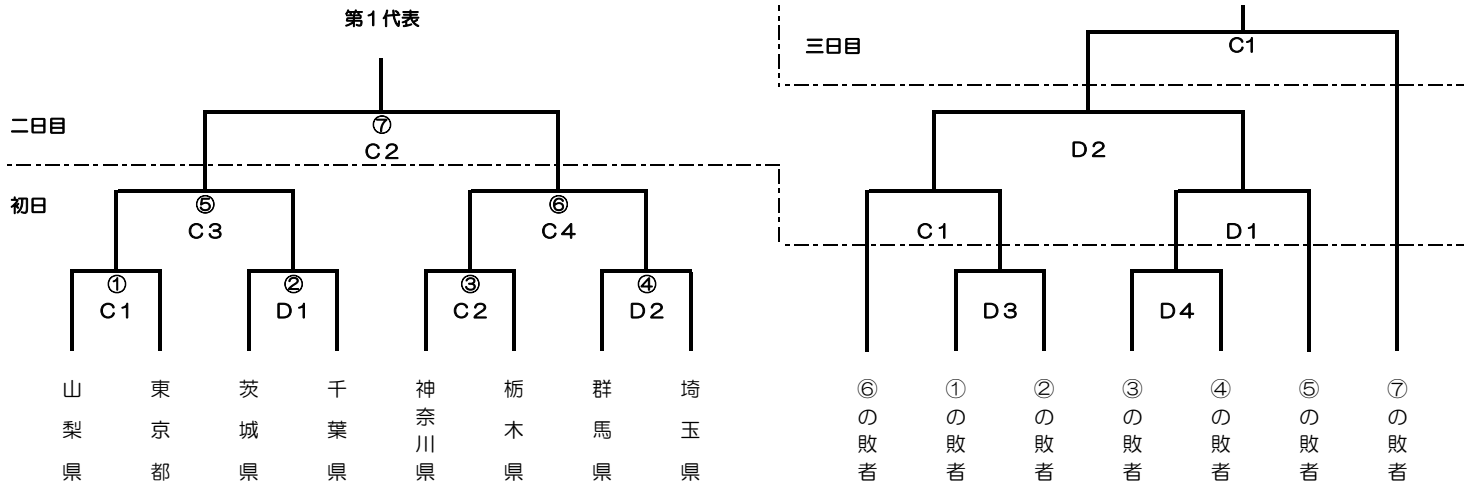 第１代表
三日目
C1
二日目
⑦
C2
D2
初日
⑤
C3
⑥
C4
C1
D1
①
C1
②
D1
③
C2
④
D2
D3
D4
山梨県
東京都
茨城県
千葉県
神奈川県
栃木県
群馬県
埼玉県
⑥の敗者
①の敗者
②の敗者
③の敗者
④の敗者
⑤の敗者
⑦の敗者